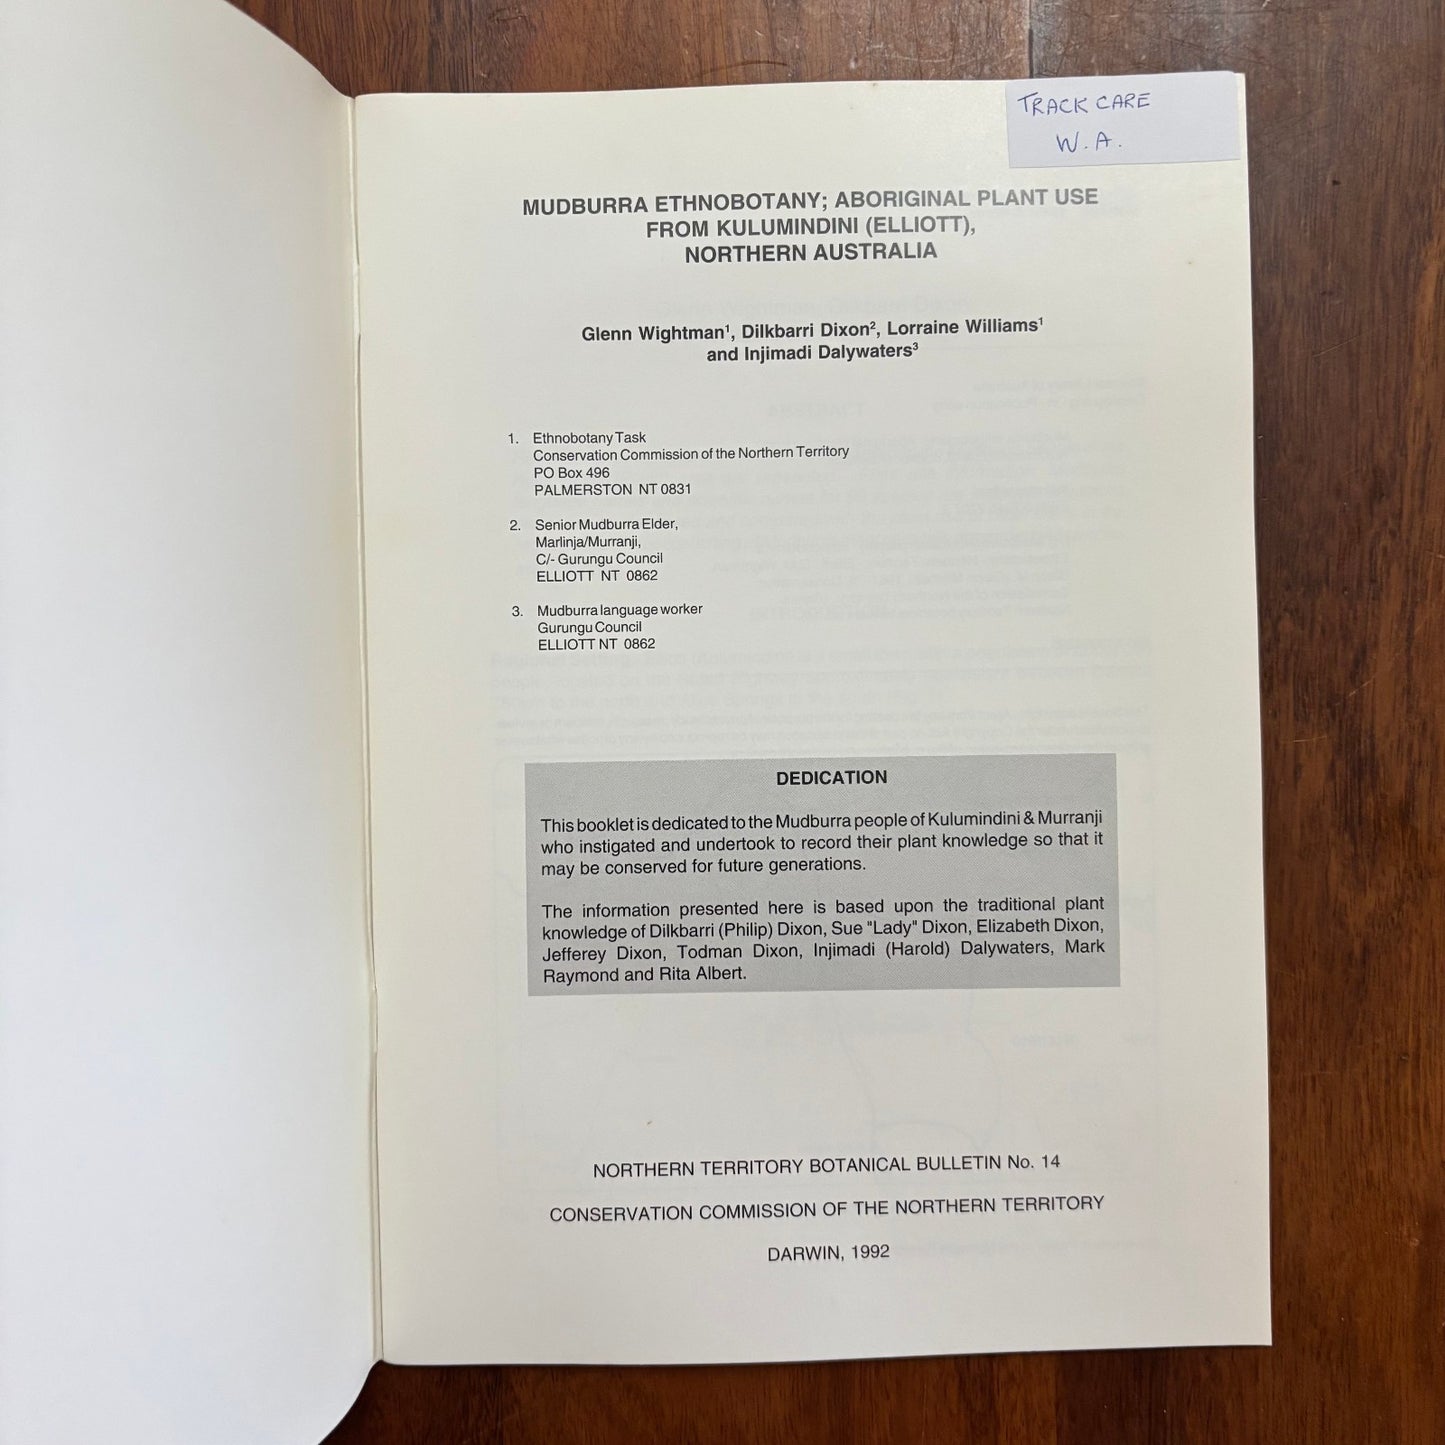 TRACK CARE
W.A.
MUDBURRA ETHNOBOTANY; ABORIGINAL PLANT USE
FROM KULUMINDINI (ELLIOTT),
NORTHERN AUSTRALIA
Glenn Wightman¹, Dilkbarri Dixon², Lorraine Williams¹
and Injimadi Dalywaters³
1. Ethnobotany Task
Conservation Commission of the Northern Territory
PO Box 496
PALMERSTON NT 0831
2. Senior Mudburra Elder,
Marlinja/Murranji,
C/- Gurungu Council
ELLIOTT NT 0862
3. Mudburra language worker
Gurungu Council
ELLIOTT NT 0862
DEDICATION
This booklet is dedicated to the Mudburra people of Kulumindini & Murranji
who instigated and undertook to record their plant knowledge so that it
may be conserved for future generations.
The information presented here is based upon the traditional plant
knowledge of Dilkbarri (Philip) Dixon, Sue "Lady" Dixon, Elizabeth Dixon,
Jefferey Dixon, Todman Dixon, Injimadi (Harold) Dalywaters, Mark
Raymond and Rita Albert.
NORTHERN TERRITORY BOTANICAL BULLETIN No. 14
CONSERVATION COMMISSION OF THE NORTHERN TERRITORY
DARWIN, 1992